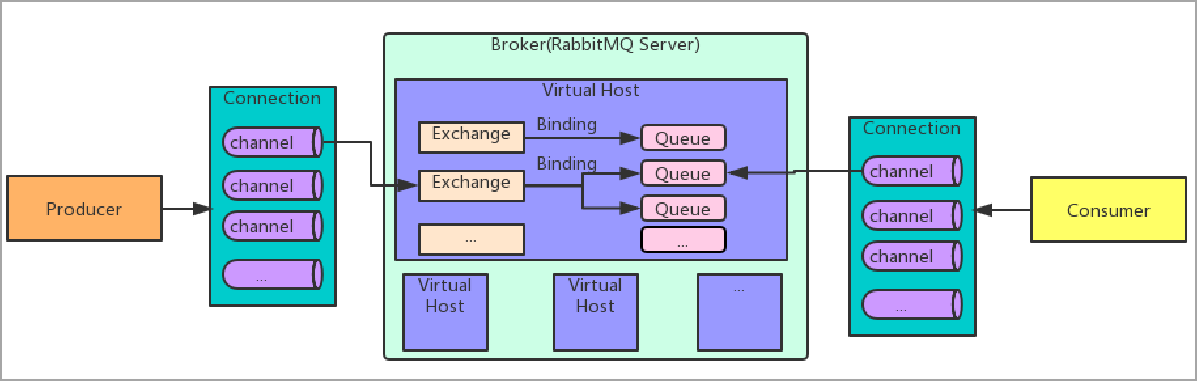 Broker(RabbitMQ Server)
Connection
channel
channel
channel
...
Producer
Virtual Host
Exchange
Binding
Queue
Exchange
Binding
Queue
Queue
...
...
Virtual
Host
Virtual
Host
...
Connection
channel
channel
channel
...
Consumer